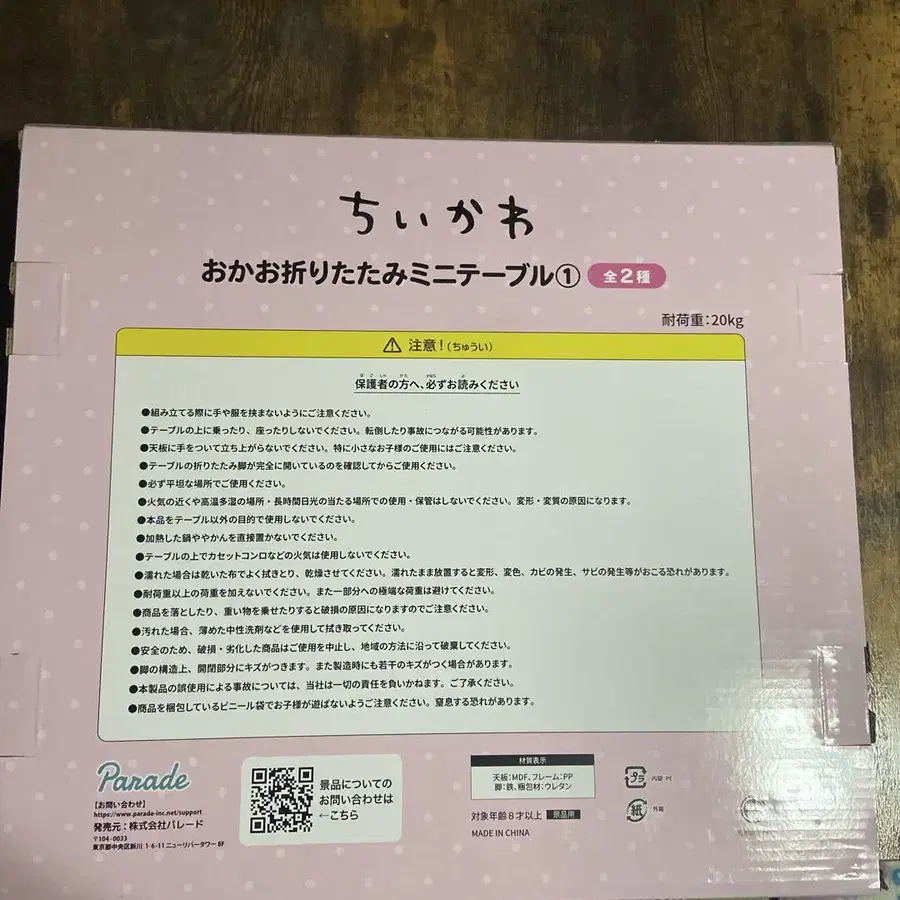 ちいかわ
おかお折りたたみミニテーブル① 全2種
耐荷重：20kg
注意！（ちゅうい）
保護者の方へ、必ずお読みください
●組み立てる際に手や服を挟まないようにご注意ください。
●テーブルの上に乗ったり、座ったりしないでください。転倒したり事故につながる可能性があります。
●天板に手をついて立ち上がらないでください。特に小さなお子様のご使用にはご注意ください。
●テーブルの折りたたみ脚が完全に開いているのを確認してからご使用ください。
●必ず平坦な場所でご使用ください。
●火気の近くや高温多湿の場所・長時間日光の当たる場所での使用・保管はしないでください。変形・変質の原因になります。
●本品をテーブル以外の目的で使用しないでください。
●加熱した鍋ややかんを直接置かないでください。
●テーブルの上でカセットコンロなどの火気は使用しないでください。
●濡れた場合は乾いた布でよく拭きとり、乾燥させてください。濡れたまま放置すると変形、変色、カビの発生、サビの発生等がおこる恐れがあります。
●耐荷重以上の荷重を加えないでください。また一部分への極端な荷重は避けてください。
●商品を落としたり、重い物を乗せたりすると破損の原因になりますのでご注意ください。
●汚れた場合、薄めた中性洗剤などを使用して拭き取ってください。
●安全のため、破損・劣化した商品はご使用を中止し、地域の方法に沿って破棄してください。
●脚の構造上、開閉部分にキズがつきます。また製造時にも若干のキズがつく場合があります。
●本製品の誤使用による事故については、当社は一切の責任を負いかねます。ご了承ください。
●商品を梱包しているビニール袋でお子様が遊ばないようご注意ください。窒息する恐れがあります。
Parade
【お問い合わせ】
https://www.parade-inc.net/support
発売元：株式会社パレード
〒104-0033
東京都中央区新川 1-6-11 ニューリバータワー 8F
景品についての
お問い合わせは
←こちら
材質表示
天板：MDF、フレーム：PP
脚：鉄、梱包材：ウレタン
対象年齢8才以上 景品用
MADE IN CHINA
プラ 内袋：PE
紙 外箱